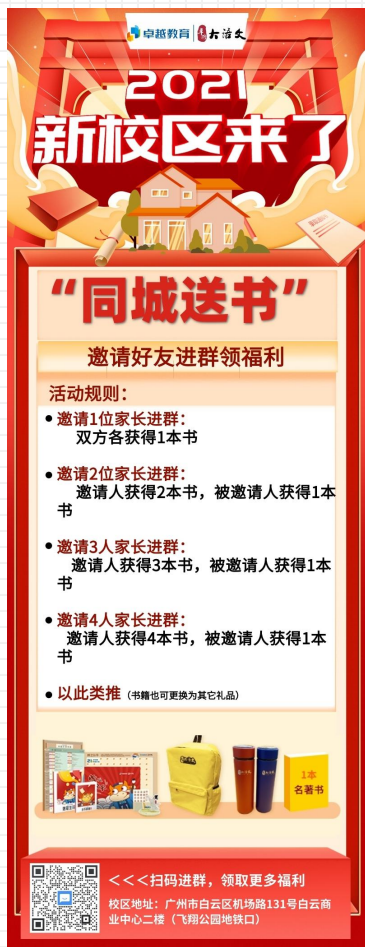 卓越教育 大语文
2021
新校区来了
“同城送书”
邀请好友进群领福利
活动规则：
● 邀请1位家长进群：
双方各获得1本书
● 邀请2位家长进群：
邀请人获得2本书，被邀请人获得1本
书
● 邀请3人家长进群：
邀请人获得3本书，被邀请人获得1本
书
● 邀请4人家长进群：
邀请人获得4本书，被邀请人获得1本
书
● 以此类推（书籍也可更换为其它礼品）
1本
名著书
<<<扫码进群，领取更多福利
校区地址：广州市白云区机场路131号白云商
业中心二楼（飞翔公园地铁口）